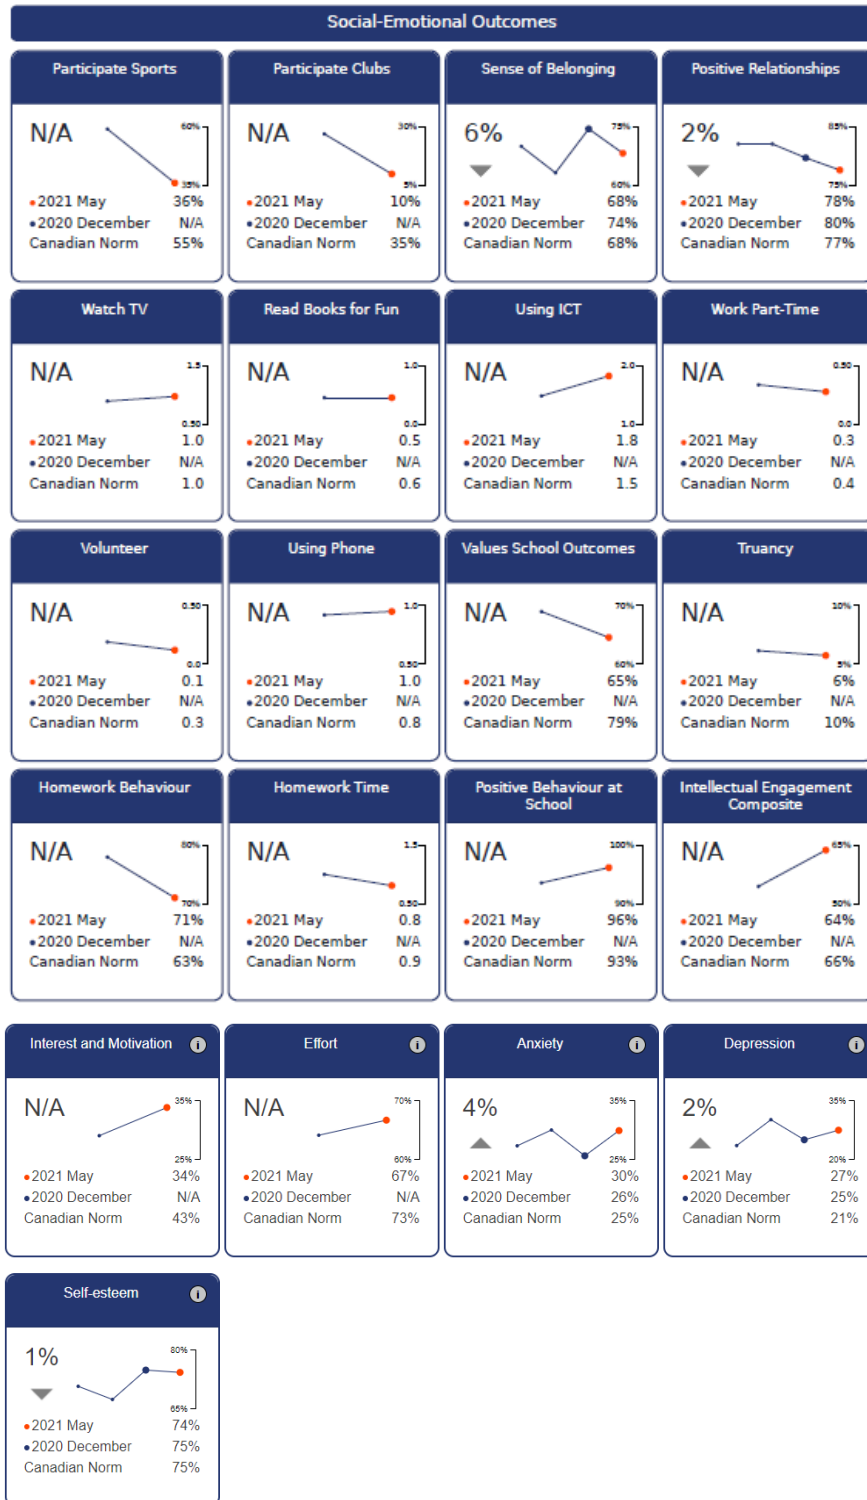 Social-Emotional Outcomes
Participate Sports
N/A
60%
35%
2021 May 36%
2020 December N/A
Canadian Norm 55%
Participate Clubs
N/A
30%
5%
2021 May 10%
2020 December N/A
Canadian Norm 35%
Sense of Belonging
6%
75%
60%
2021 May 68%
2020 December 74%
Canadian Norm 68%
Positive Relationships
2%
85%
75%
2021 May 78%
2020 December 80%
Canadian Norm 77%
Watch TV
N/A
1.5
0.50
2021 May 1.0
2020 December N/A
Canadian Norm 1.0
Read Books for Fun
N/A
1.0
0.0
2021 May 0.5
2020 December N/A
Canadian Norm 0.6
Using ICT
N/A
2.0
1.0
2021 May 1.8
2020 December N/A
Canadian Norm 1.5
Work Part-Time
N/A
0.50
0.0
2021 May 0.3
2020 December N/A
Canadian Norm 0.4
Volunteer
N/A
0.50
0.0
2021 May 0.1
2020 December N/A
Canadian Norm 0.3
Using Phone
N/A
1.0
0.50
2021 May 1.0
2020 December N/A
Canadian Norm 0.8
Values School Outcomes
N/A
70%
60%
2021 May 65%
2020 December N/A
Canadian Norm 79%
Truancy
N/A
10%
5%
2021 May 6%
2020 December N/A
Canadian Norm 10%
Homework Behaviour
N/A
80%
70%
2021 May 71%
2020 December N/A
Canadian Norm 63%
Homework Time
N/A
1.5
0.50
2021 May 0.8
2020 December N/A
Canadian Norm 0.9
Positive Behaviour at
School
N/A
100%
90%
2021 May 96%
2020 December N/A
Canadian Norm 93%
Intellectual Engagement
Composite
N/A
65%
50%
2021 May 64%
2020 December N/A
Canadian Norm 66%
Interest and Motivation i
N/A
35%
25%
2021 May 34%
2020 December N/A
Canadian Norm 43%
Effort i
N/A
70%
60%
2021 May 67%
2020 December N/A
Canadian Norm 73%
Anxiety i
4%
35%
25%
2021 May 30%
2020 December 26%
Canadian Norm 25%
Depression i
2%
35%
20%
2021 May 27%
2020 December 25%
Canadian Norm 21%
Self-esteem i
1%
80%
65%
2021 May 74%
2020 December 75%
Canadian Norm 75%